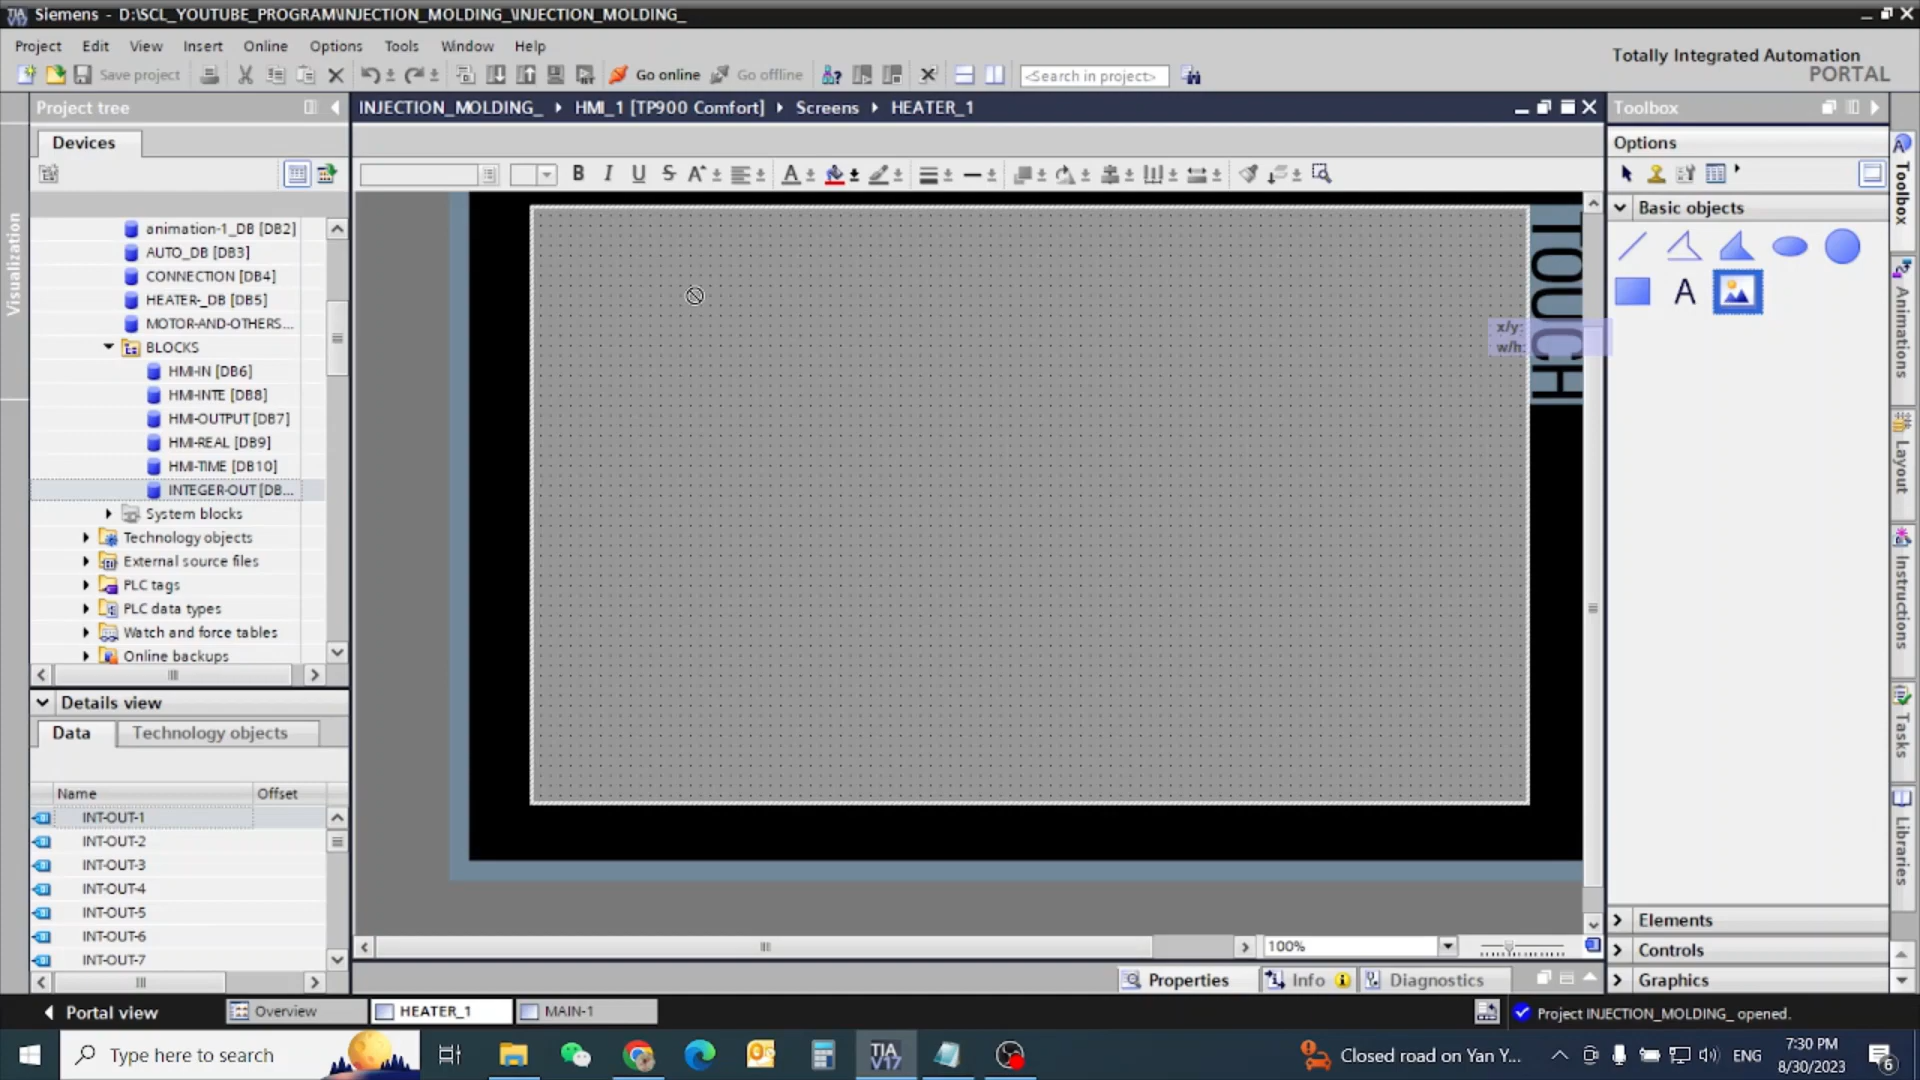 Siemens - D:\SCL_YOUTUBE_PROGRAM\INJECTION_MOLDING_\INJECTION_MOLDING_
Project Edit View Insert Online Options Tools Window Help
Save project
Go online
Go offline
<Search in project>
Totally Integrated Automation
PORTAL
Project tree
Devices
Visualization
animation-1_DB [DB2]
AUTO_DB [DB3]
CONNECTION [DB4]
HEATER-_DB [DB5]
MOTOR-AND-OTHERS...
BLOCKS
HMI-IN [DB6]
HMI-INTE [DB8]
HMI-OUTPUT [DB7]
HMI-REAL [DB9]
HMI-TIME [DB10]
INTEGER-OUT [DB...
System blocks
Technology objects
External source files
PLC tags
PLC data types
Watch and force tables
Online backups
Details view
Data
Technology objects
Name Offset
INT-OUT-1
INT-OUT-2
INT-OUT-3
INT-OUT-4
INT-OUT-5
INT-OUT-6
INT-OUT-7
INJECTION_MOLDING_ HMI_1 [TP900 Comfort] Screens HEATER_1
B I U S A A
TOUCH
x/y:
w/h:
100%
Properties
Info
Diagnostics
Toolbox
Options
Basic objects
A
Elements
Controls
Graphics
Toolbox
Animations
Layout
Instructions
Tasks
Libraries
Portal view
Overview
HEATER_1
MAIN-1
Project INJECTION_MOLDING_ opened.
Type here to search
TIA
V17
Closed road on Yan Y...
ENG
7:30 PM
8/30/2023
6